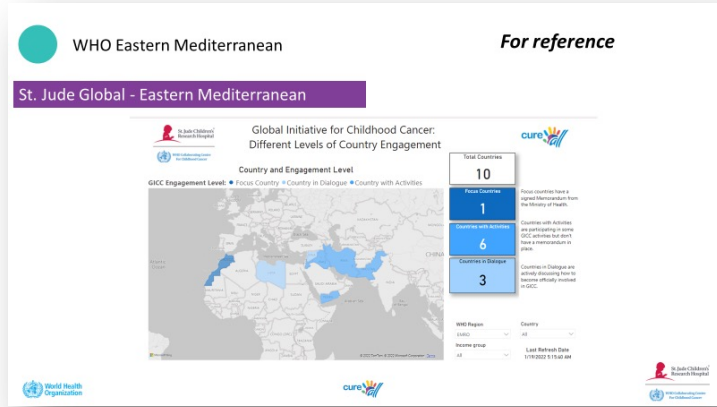 WHO Eastern Mediterranean
For reference
St. Jude Global - Eastern Mediterranean
St. Jude Children's
Research Hospital
WHO Collaborating Centre
for Childhood Cancer
Global Initiative for Childhood Cancer:
Different Levels of Country Engagement
cure all
Country and Engagement Level
GICC Engagement Level: Focus Country Country in Dialogue Country with Activities
Total Countries
10
Focus Countries
1
Focus countries have a
signed Memorandum from
the Ministry of Health.
Countries with Activities
6
Countries with Activities
are participating in some
GICC activities but don't
have a memorandum in
place.
Countries in Dialogue
3
Countries in Dialogue are
actively discussing how to
become officially involved
in GICC.
CHINA
WHO Region
EMRO
Country
All
Income group
All
Last Refresh Date
1/19/2022 5:15:40 AM
World Health
Organization
cure all
St. Jude Children's
Research Hospital
WHO Collaborating Centre
for Childhood Cancer